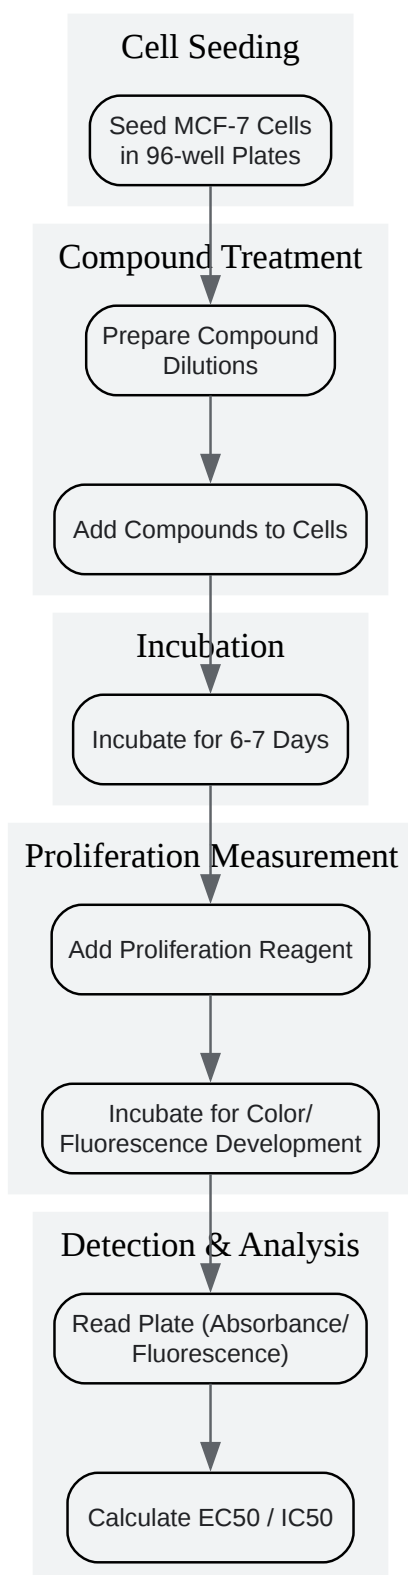 Cell Seeding
Seed MCF-7 Cells
in 96-well Plates
Compound Treatment
Prepare Compound
Dilutions
Add Compounds to Cells
Incubation
Incubate for 6-7 Days
Proliferation Measurement
Add Proliferation Reagent
Incubate for Color/
Fluorescence Development
Detection & Analysis
Read Plate (Absorbance/
Fluorescence)
Calculate EC50 / IC50